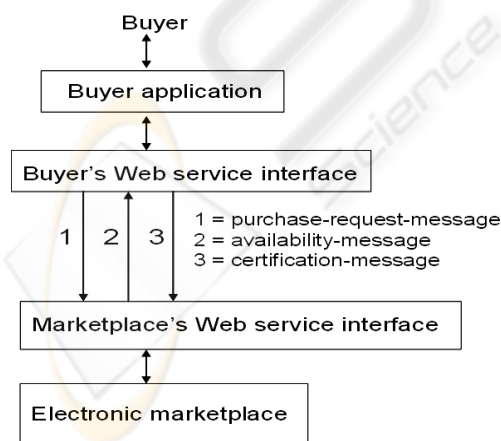 Buyer
Buyer application
Buyer's Web service interface
1 2 3
1 = purchase-request-message
2 = availability-message
3 = certification-message
Marketplace's Web service interface
Electronic marketplace
Science